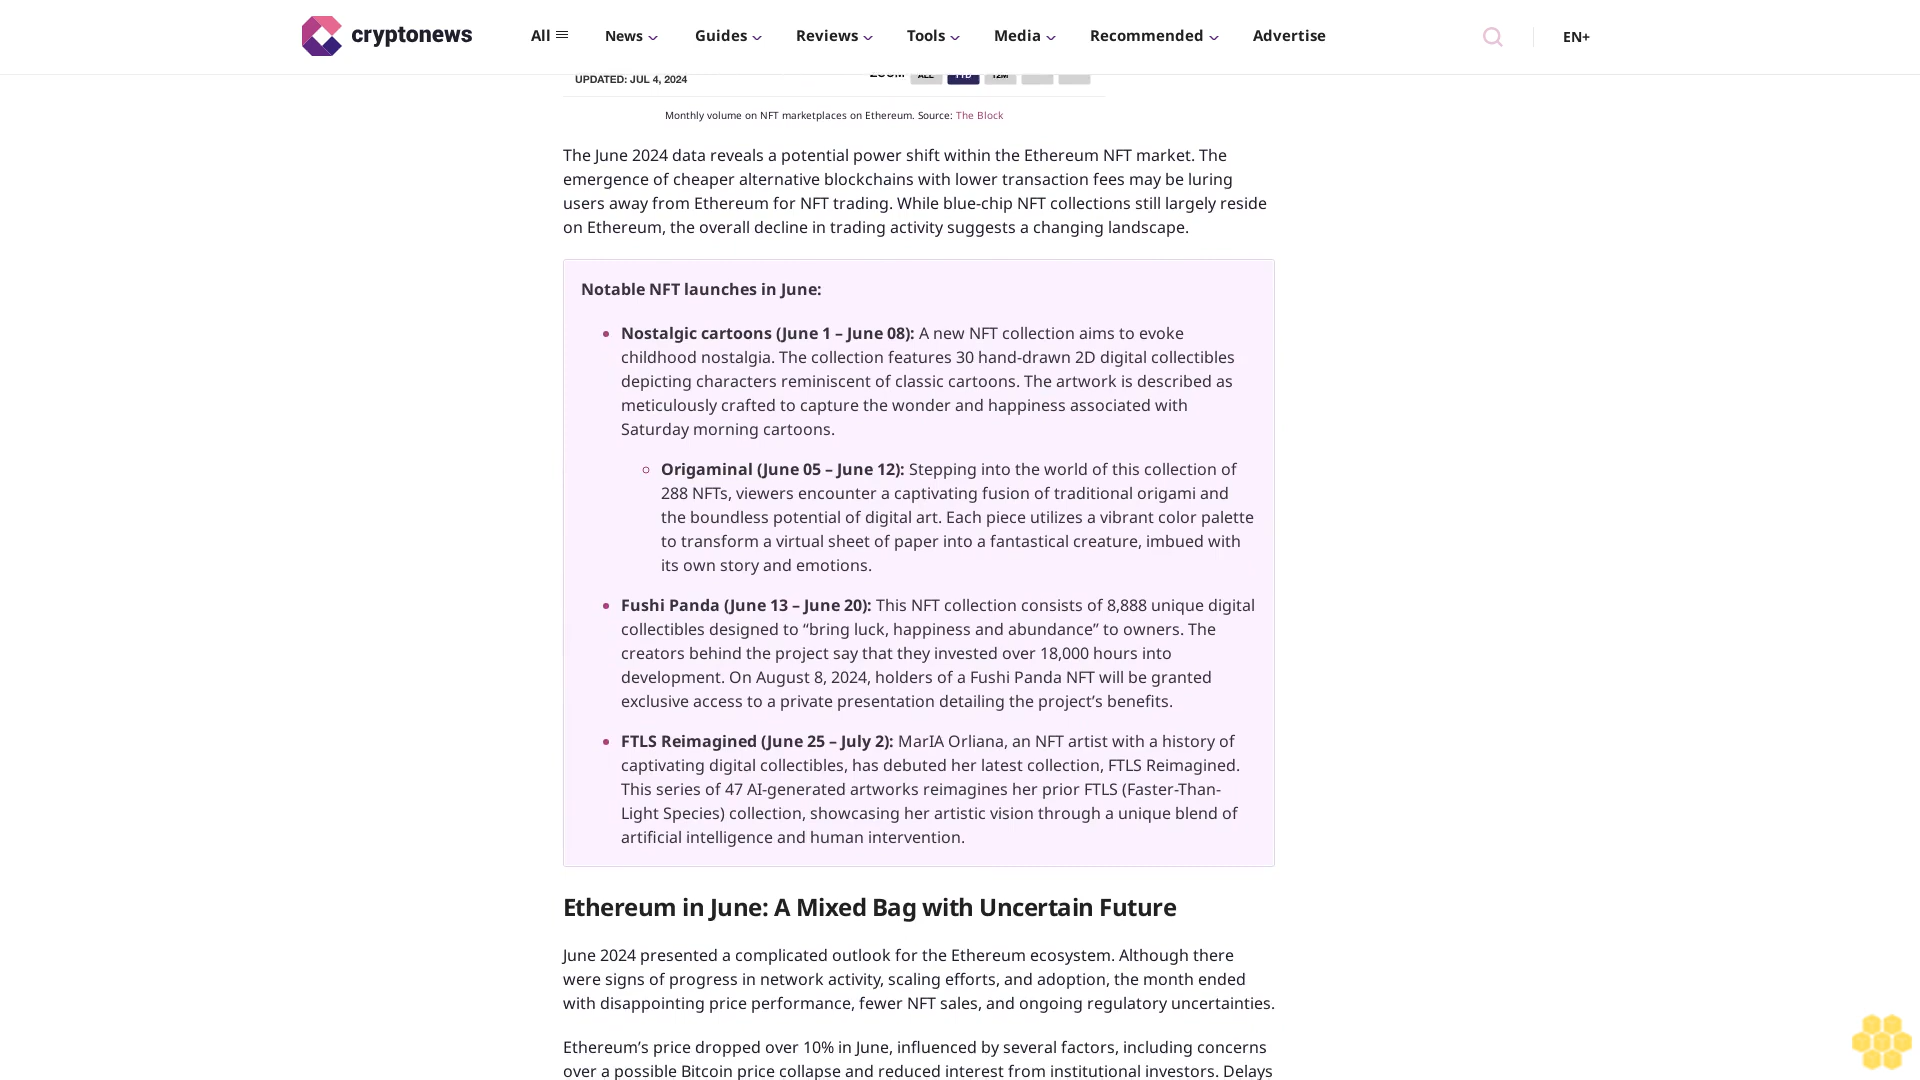 cryptonews
All
News
Guides
Reviews
Tools
Media
Recommended
Advertise
EN+
UPDATED: JUL 4, 2024
Monthly volume on NFT marketplaces on Ethereum. Source: The Block
The June 2024 data reveals a potential power shift within the Ethereum NFT market. The
emergence of cheaper alternative blockchains with lower transaction fees may be luring
users away from Ethereum for NFT trading. While blue-chip NFT collections still largely reside
on Ethereum, the overall decline in trading activity suggests a changing landscape.
Notable NFT launches in June:
Nostalgic cartoons (June 1 – June 08): A new NFT collection aims to evoke
childhood nostalgia. The collection features 30 hand-drawn 2D digital collectibles
depicting characters reminiscent of classic cartoons. The artwork is described as
meticulously crafted to capture the wonder and happiness associated with
Saturday morning cartoons.
Origaminal (June 05 – June 12): Stepping into the world of this collection of
288 NFTs, viewers encounter a captivating fusion of traditional origami and
the boundless potential of digital art. Each piece utilizes a vibrant color palette
to transform a virtual sheet of paper into a fantastical creature, imbued with
its own story and emotions.
Fushi Panda (June 13 – June 20): This NFT collection consists of 8,888 unique digital
collectibles designed to “bring luck, happiness and abundance” to owners. The
creators behind the project say that they invested over 18,000 hours into
development. On August 8, 2024, holders of a Fushi Panda NFT will be granted
exclusive access to a private presentation detailing the project’s benefits.
FTLS Reimagined (June 25 – July 2): MarIA Orliana, an NFT artist with a history of
captivating digital collectibles, has debuted her latest collection, FTLS Reimagined.
This series of 47 AI-generated artworks reimagines her prior FTLS (Faster-Than-
Light Species) collection, showcasing her artistic vision through a unique blend of
artificial intelligence and human intervention.
Ethereum in June: A Mixed Bag with Uncertain Future
June 2024 presented a complicated outlook for the Ethereum ecosystem. Although there
were signs of progress in network activity, scaling efforts, and adoption, the month ended
with disappointing price performance, fewer NFT sales, and ongoing regulatory uncertainties.
Ethereum’s price dropped over 10% in June, influenced by several factors, including concerns
over a possible Bitcoin price collapse and reduced interest from institutional investors. Delays